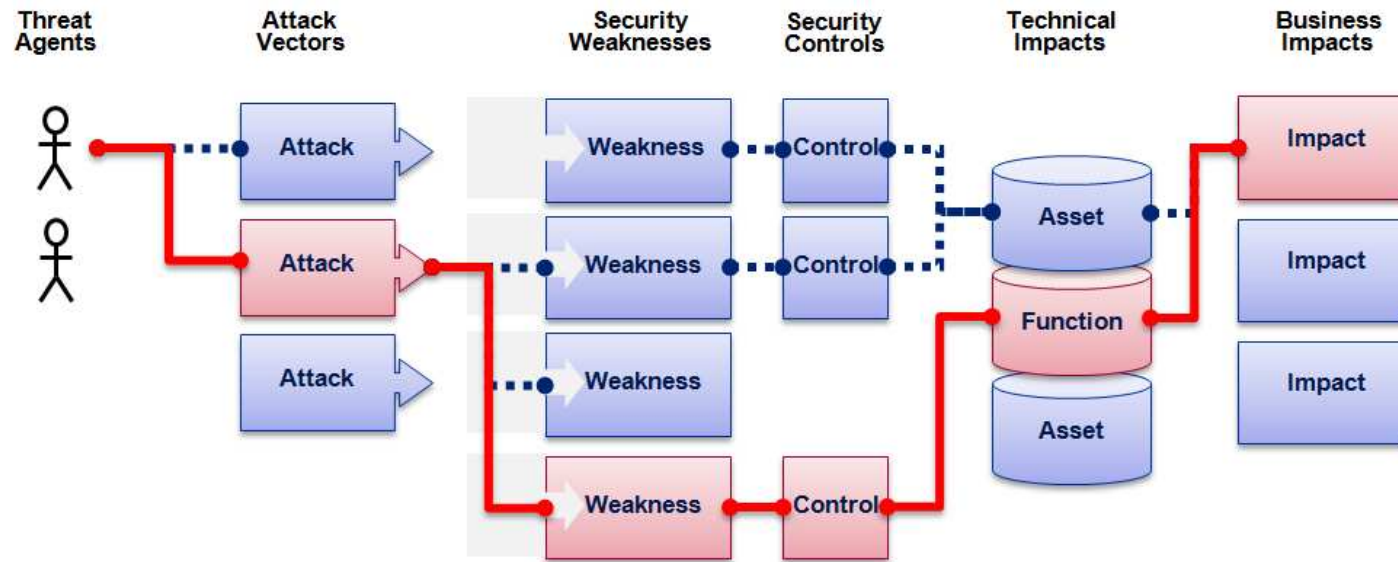 Threat
Agents
Attack
Vectors
Security
Weaknesses
Security
Controls
Technical
Impacts
Business
Impacts
Attack
Weakness
Control
Impact
Asset
Attack
Weakness
Control
Impact
Function
Attack
Weakness
Impact
Asset
Weakness
Control